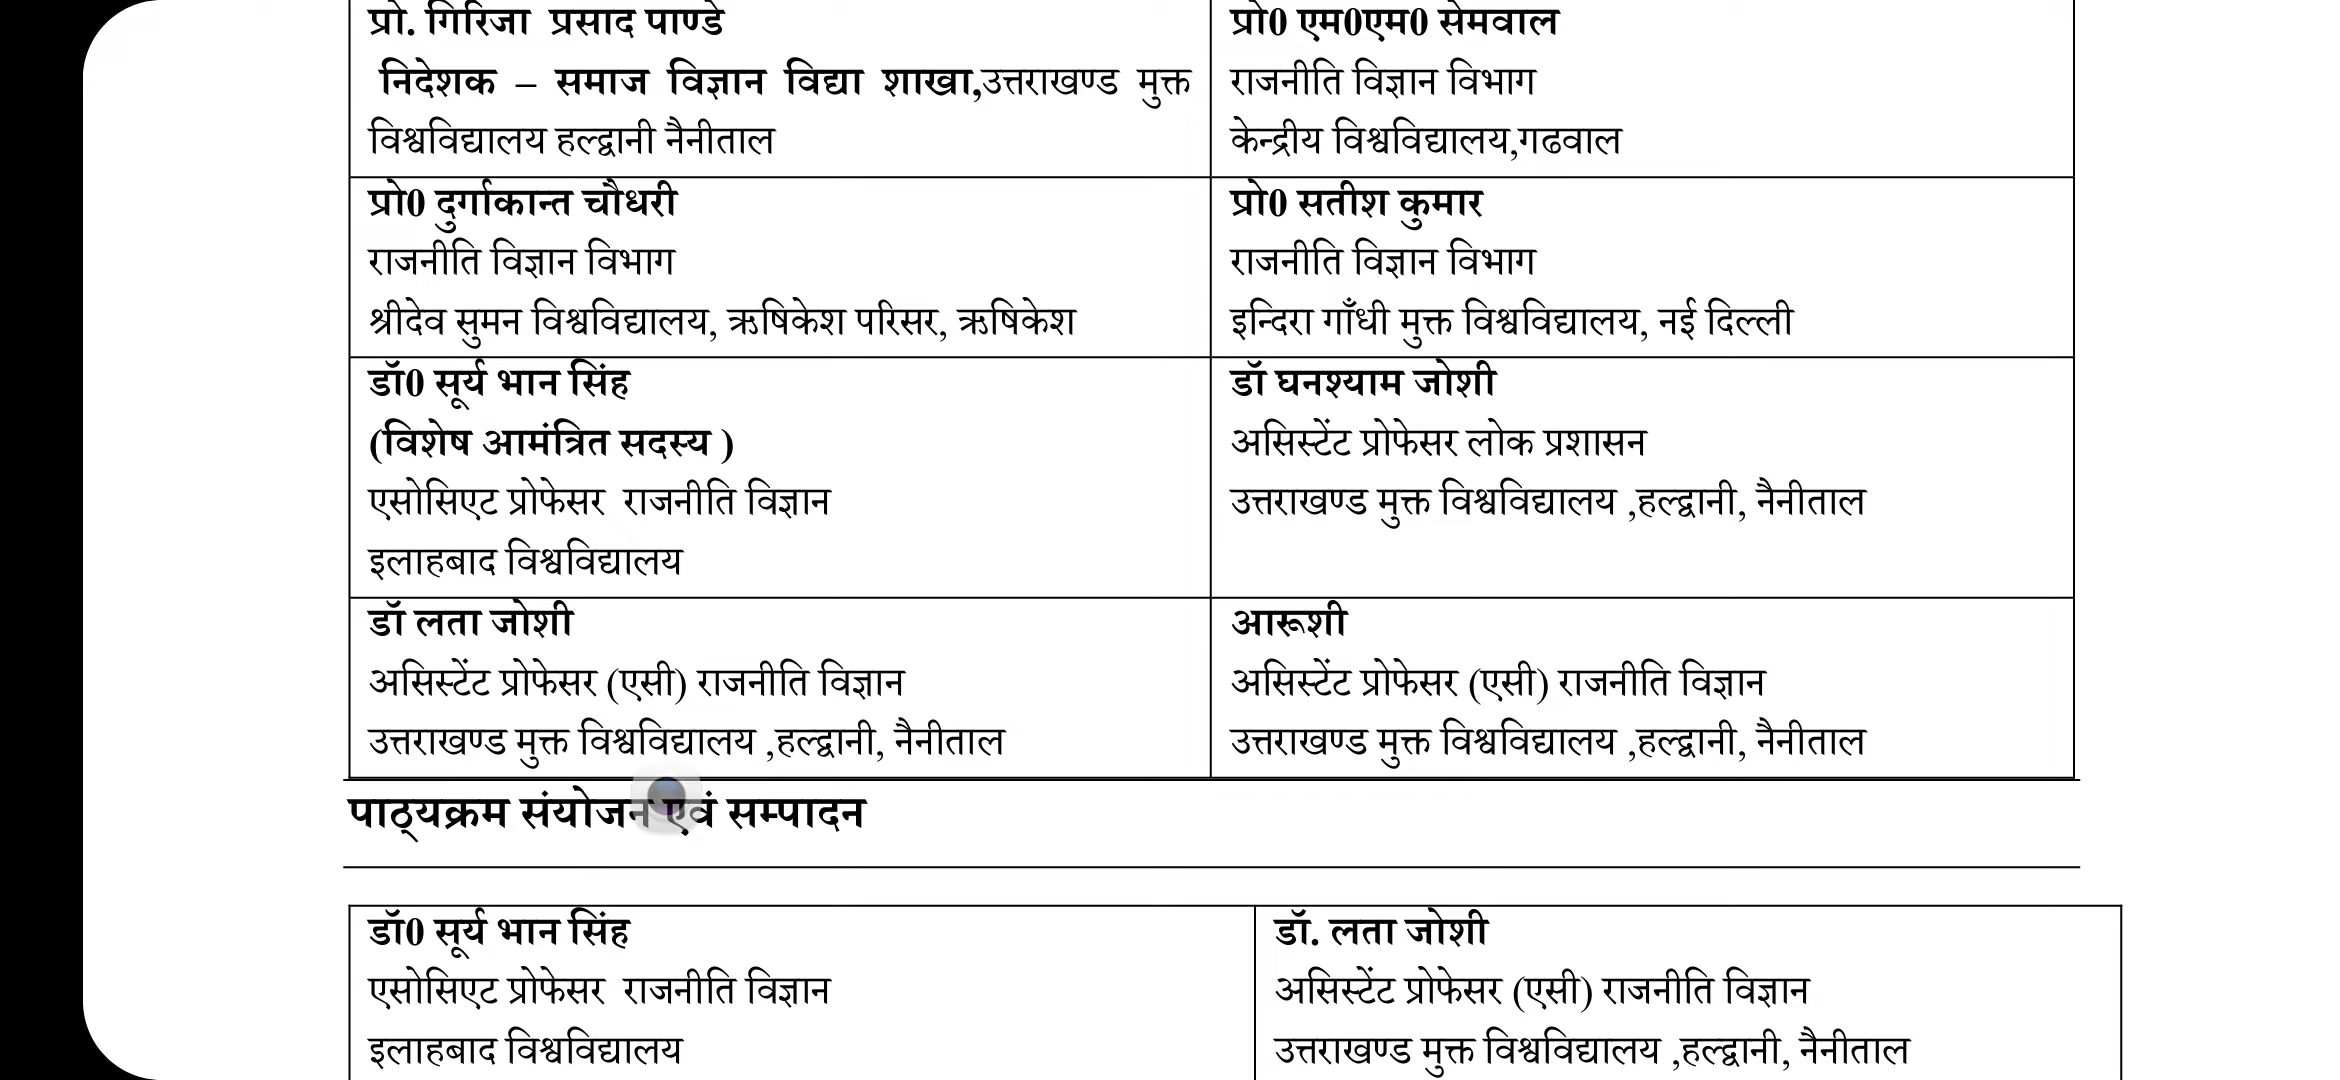 प्रो. गिरिजा प्रसाद पाण्डे
निदेशक – समाज विज्ञान विद्या शाखा,उत्तराखण्ड मुक्त
विश्वविद्यालय हल्द्वानी नैनीताल
प्रो0 एम0एम0 सेमवाल
राजनीति विज्ञान विभाग
केन्द्रीय विश्वविद्यालय,गढवाल
प्रो0 दुर्गाकान्त चौधरी
राजनीति विज्ञान विभाग
श्रीदेव सुमन विश्वविद्यालय, ऋषिकेश परिसर, ऋषिकेश
प्रो0 सतीश कुमार
राजनीति विज्ञान विभाग
इन्दिरा गाँधी मुक्त विश्वविद्यालय, नई दिल्ली
डॉ0 सूर्य भान सिंह
(विशेष आमंत्रित सदस्य )
एसोसिएट प्रोफेसर राजनीति विज्ञान
इलाहबाद विश्वविद्यालय
डॉ घनश्याम जोशी
असिस्टेंट प्रोफेसर लोक प्रशासन
उत्तराखण्ड मुक्त विश्वविद्यालय ,हल्द्वानी, नैनीताल
डॉ लता जोशी
असिस्टेंट प्रोफेसर (एसी) राजनीति विज्ञान
उत्तराखण्ड मुक्त विश्वविद्यालय ,हल्द्वानी, नैनीताल
आरूशी
असिस्टेंट प्रोफेसर (एसी) राजनीति विज्ञान
उत्तराखण्ड मुक्त विश्वविद्यालय ,हल्द्वानी, नैनीताल
पाठ्यक्रम संयोजन एवं सम्पादन
डॉ0 सूर्य भान सिंह
एसोसिएट प्रोफेसर राजनीति विज्ञान
इलाहबाद विश्वविद्यालय
डॉ. लता जोशी
असिस्टेंट प्रोफेसर (एसी) राजनीति विज्ञान
उत्तराखण्ड मुक्त विश्वविद्यालय ,हल्द्वानी, नैनीताल